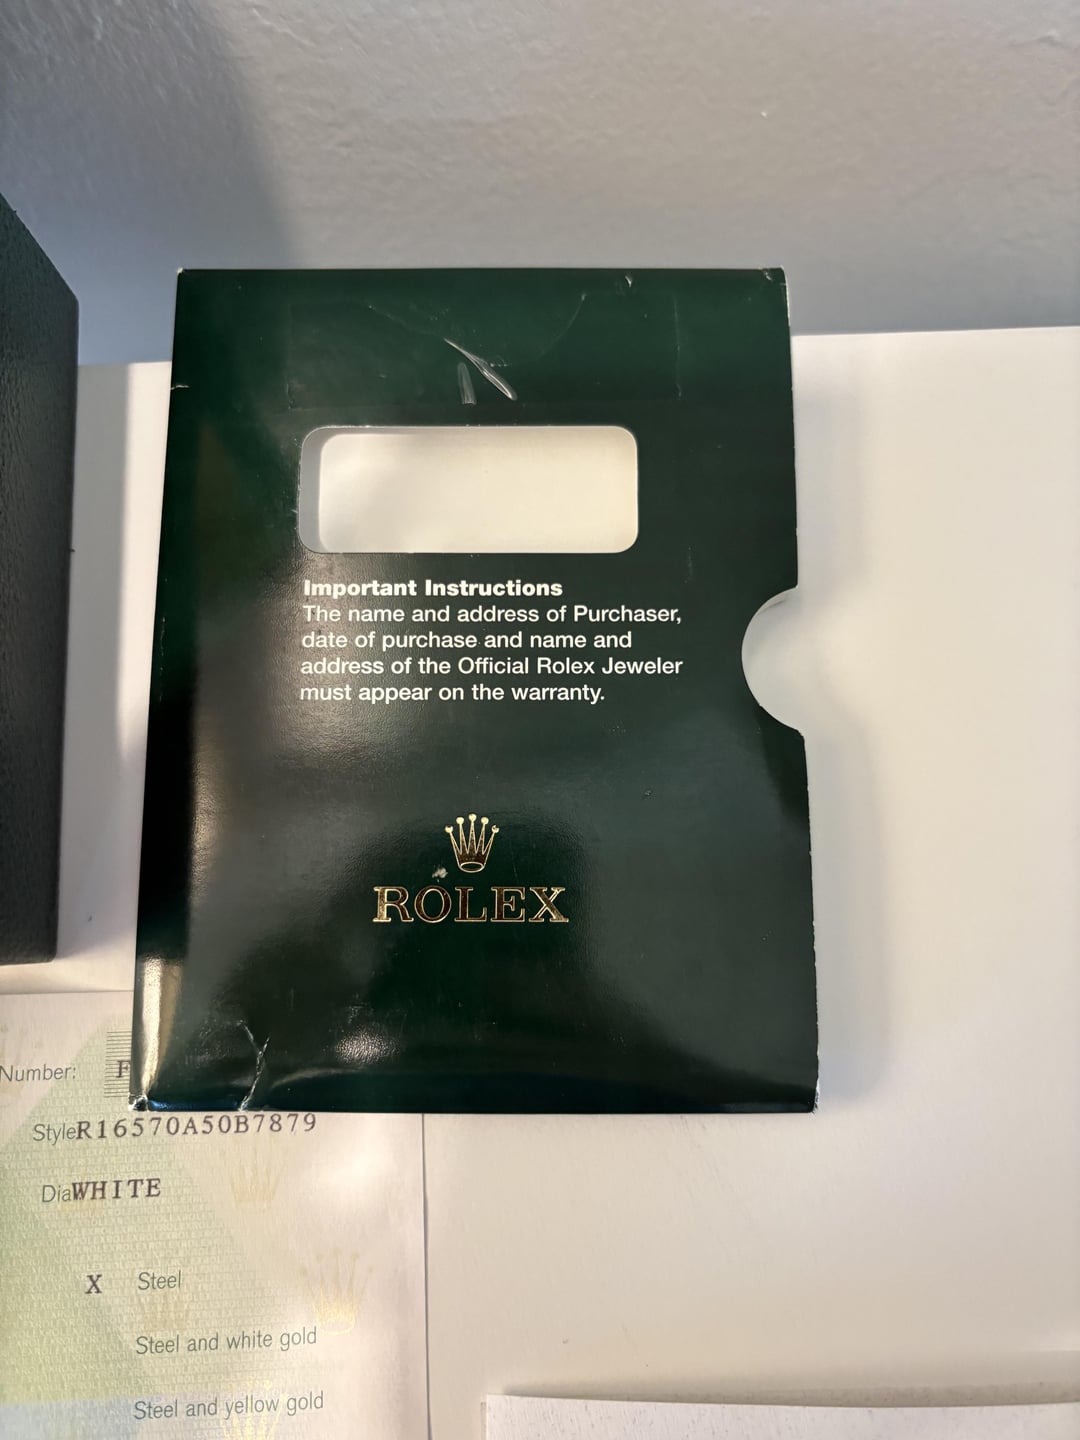 Important Instructions
The name and address of Purchaser,
date of purchase and name and
address of the Official Rolex Jeweler
must appear on the warranty.
ROLEX
Number: F
StyleR16570A50B7879
DiaWHITE
X Steel
Steel and white gold
Steel and yellow gold